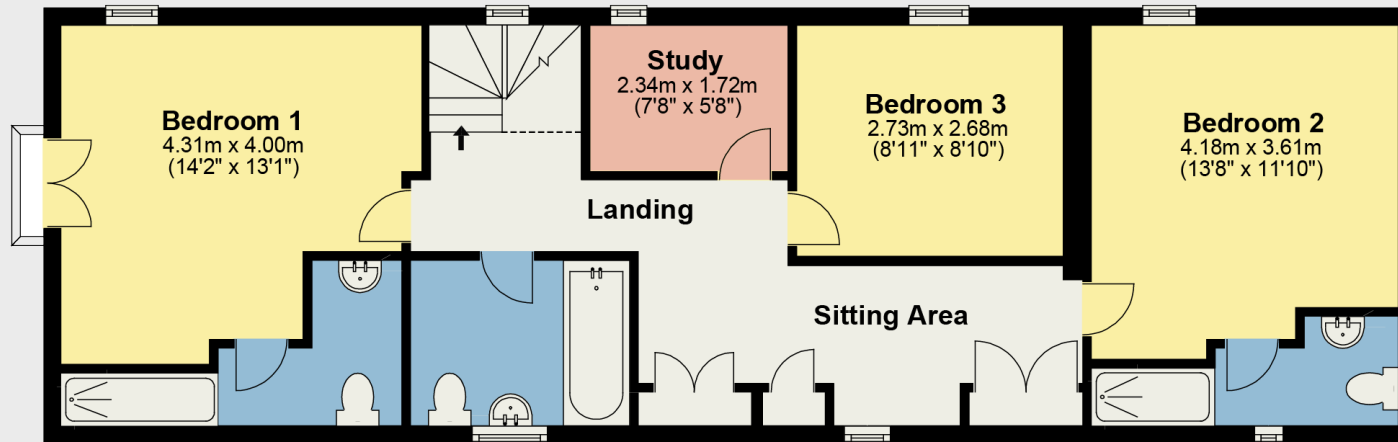 Bedroom 1
4.31m x 4.00m
(14'2" x 13'1")
Study
2.34m x 1.72m
(7'8" x 5'8")
Bedroom 3
2.73m x 2.68m
(8'11" x 8'10")
Bedroom 2
4.18m x 3.61m
(13'8" x 11'10")
Landing
Sitting Area